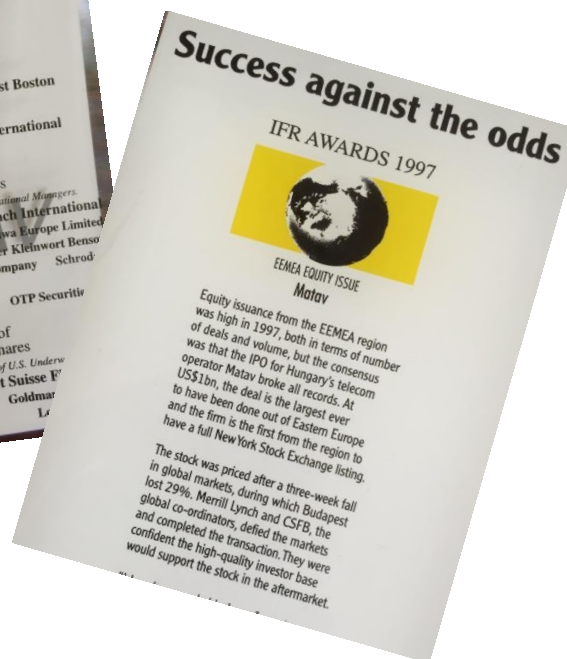 st Boston
ernational
s
ational Managers.
ach International
wa Europe Limited
er Kleinwort Benso
ompany Schrod
OTP Securitie
of
hares
of U.S. Underw
t Suisse F
Goldma
L
Success against the odds
IFR AWARDS 1997
EEMEA EQUITY ISSUE
Matav
Equity issuance from the EEMEA region
was high in 1997, both in terms of number
of deals and volume, but the consensus
was that the IPO for Hungary's telecom
operator Matav broke all records. At
US$1bn, the deal is the largest ever
to have been done out of Eastern Europe
and the firm is the first from the region to
have a full New York Stock Exchange listing.
The stock was priced after a three-week fall
in global markets, during which Budapest
lost 29%. Merrill Lynch and CSFB, the
global co-ordinators, defied the markets
and completed the transaction. They were
confident the high-quality investor base
would support the stock in the aftermarket.